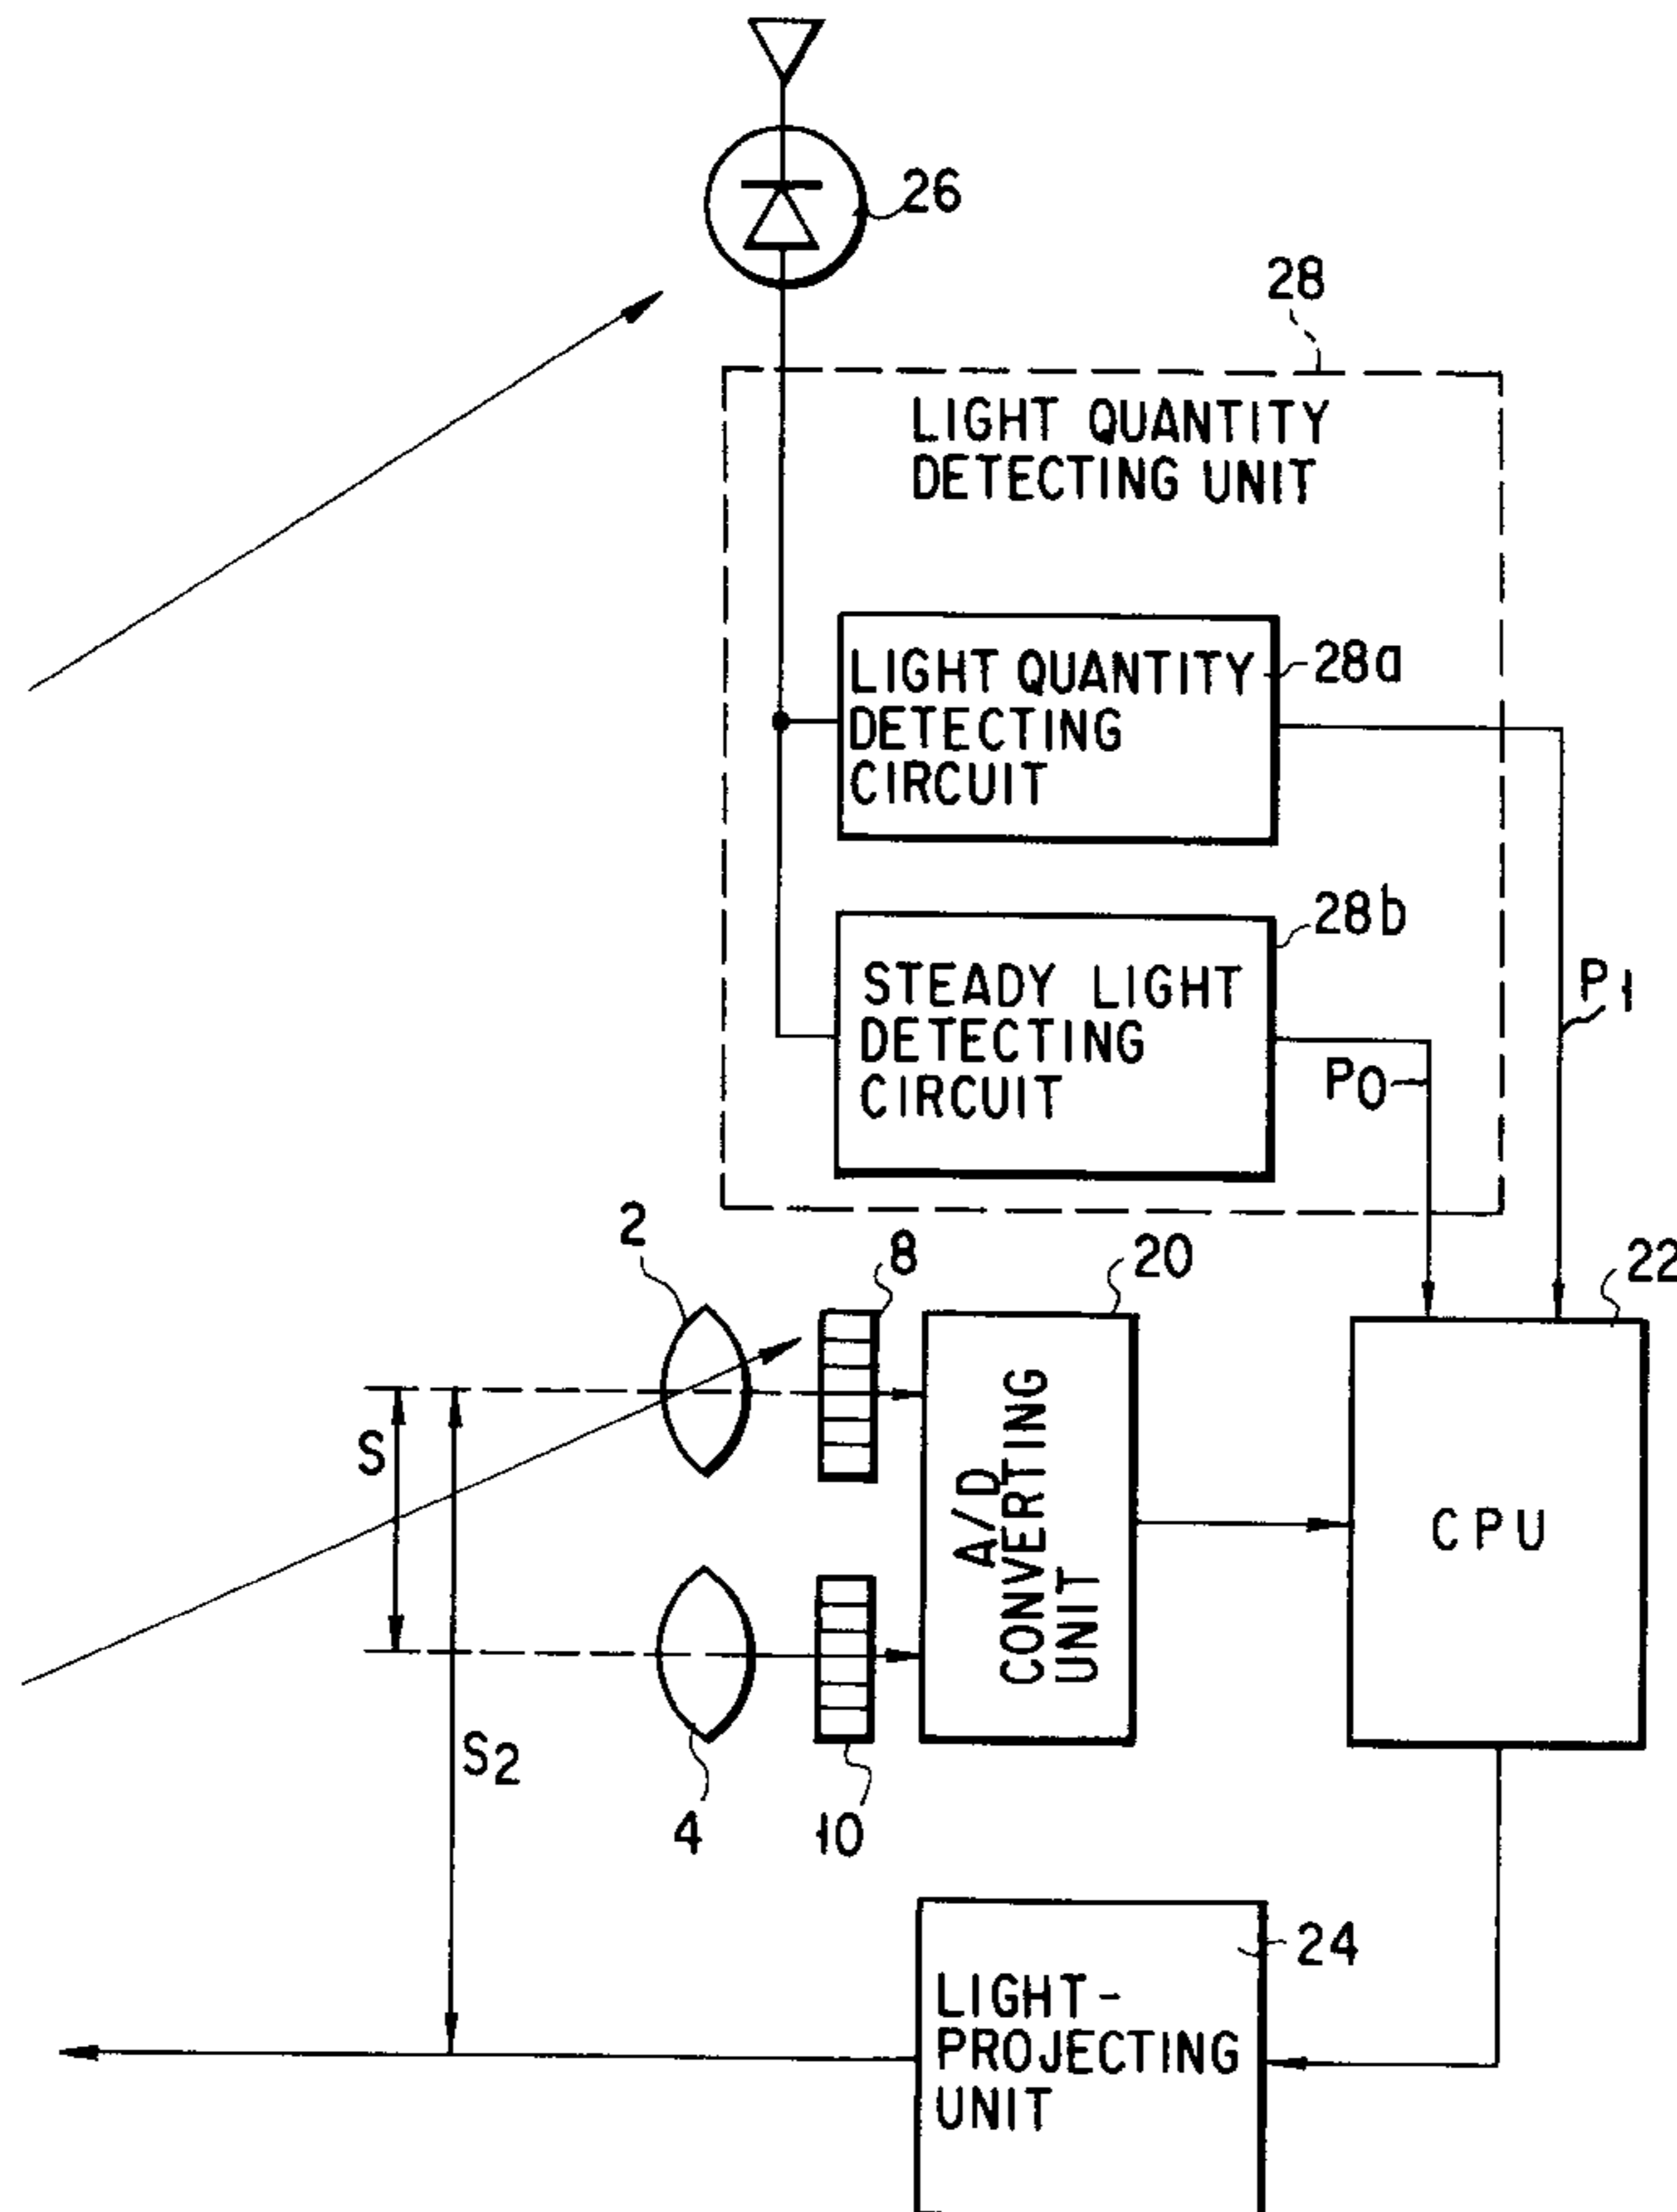 26
28
LIGHT QUANTITY
DETECTING UNIT
LIGHT QUANTITY
DETECTING
CIRCUIT
28a
STEADY LIGHT
DETECTING
CIRCUIT
28b
P1
P0
2
8
20
22
S
A/D
CONVERTING
UNIT
CPU
S2
4
10
24
LIGHT-
PROJECTING
UNIT